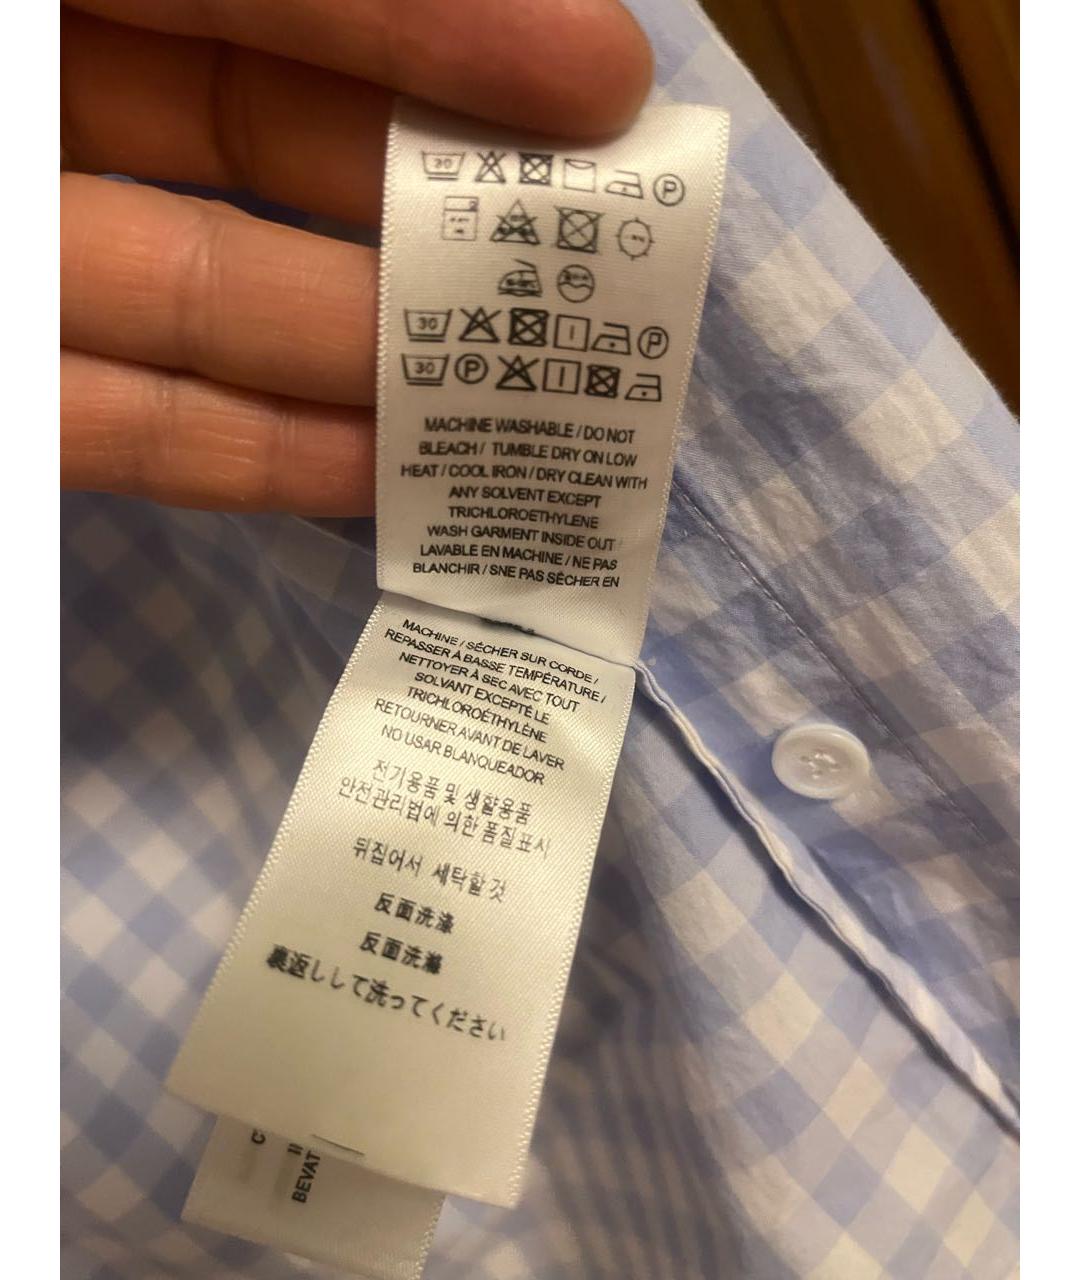 30
P
30
P
30 P
MACHINE WASHABLE / DO NOT
BLEACH / TUMBLE DRY ON LOW
HEAT / COOL IRON / DRY CLEAN WITH
ANY SOLVENT EXCEPT
TRICHLOROETHYLENE
WASH GARMENT INSIDE OUT
LAVABLE EN MACHINE / NE PAS
BLANCHIR / SNE PAS SÉCHER EN
MACHINE / SÉCHER SUR CORDE /
REPASSER À BASSE TEMPÉRATURE /
NETTOYER À SEC AVEC TOUT
SOLVANT EXCEPTÉ LE
TRICHLOROÉTHYLÈNE
RETOURNER AVANT DE LAVER
NO USAR BLANQUEADOR
전기용품 및 생활용품
안전관리법에 의한 품질표시
뒤집어서 세탁할것
反面洗涤
反面洗滌
裏返しして洗ってください
BEVAT